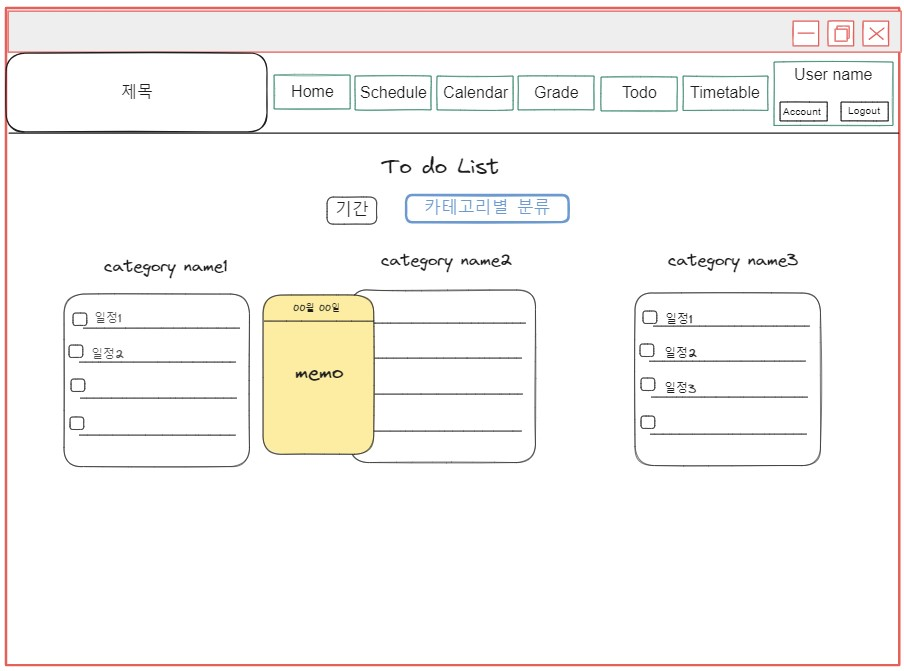 제목
Home
Schedule
Calendar
Grade
Todo
Timetable
User name
Account
Logout
To do List
기간
카테고리별 분류
category name1
category name2
category name3
일정1
일정2
00월 00일
memo
일정1
일정2
일정3